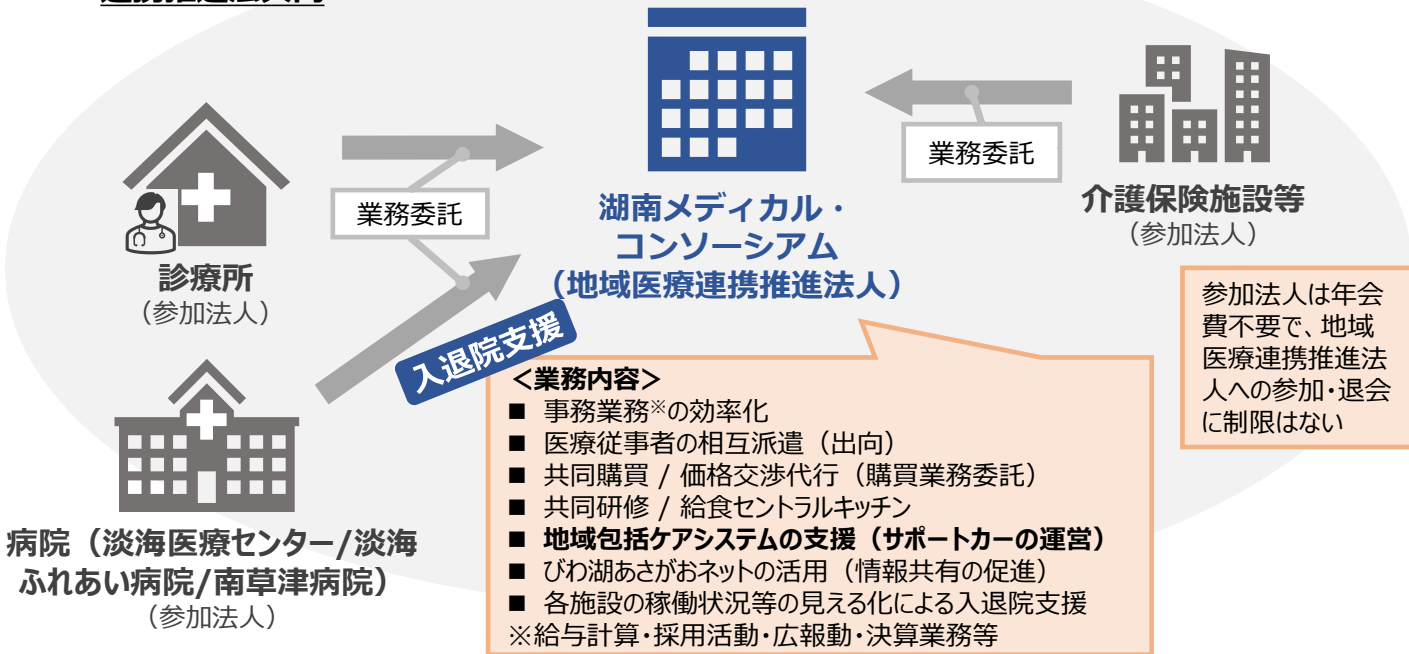 連携推進法人内
業務委託
業務委託
湖南メディカル・
コンソーシアム
（地域医療連携推進法人）
介護保険施設等
（参加法人）
診療所
（参加法人）
参加法人は年会
費不要で、地域
医療連携推進法
人への参加・退会
に制限はない
入退院支援
＜業務内容＞
■ 事務業務※の効率化
■ 医療従事者の相互派遣（出向）
■ 共同購買 / 価格交渉代行（購買業務委託）
■ 共同研修 / 給食セントラルキッチン
■ 地域包括ケアシステムの支援（サポートカーの運営）
■ びわ湖あさがおネットの活用（情報共有の促進）
■ 各施設の稼働状況等の見える化による入退院支援
※給与計算・採用活動・広報動・決算業務等
病院（淡海医療センター/淡海
ふれあい病院/南草津病院）
（参加法人）